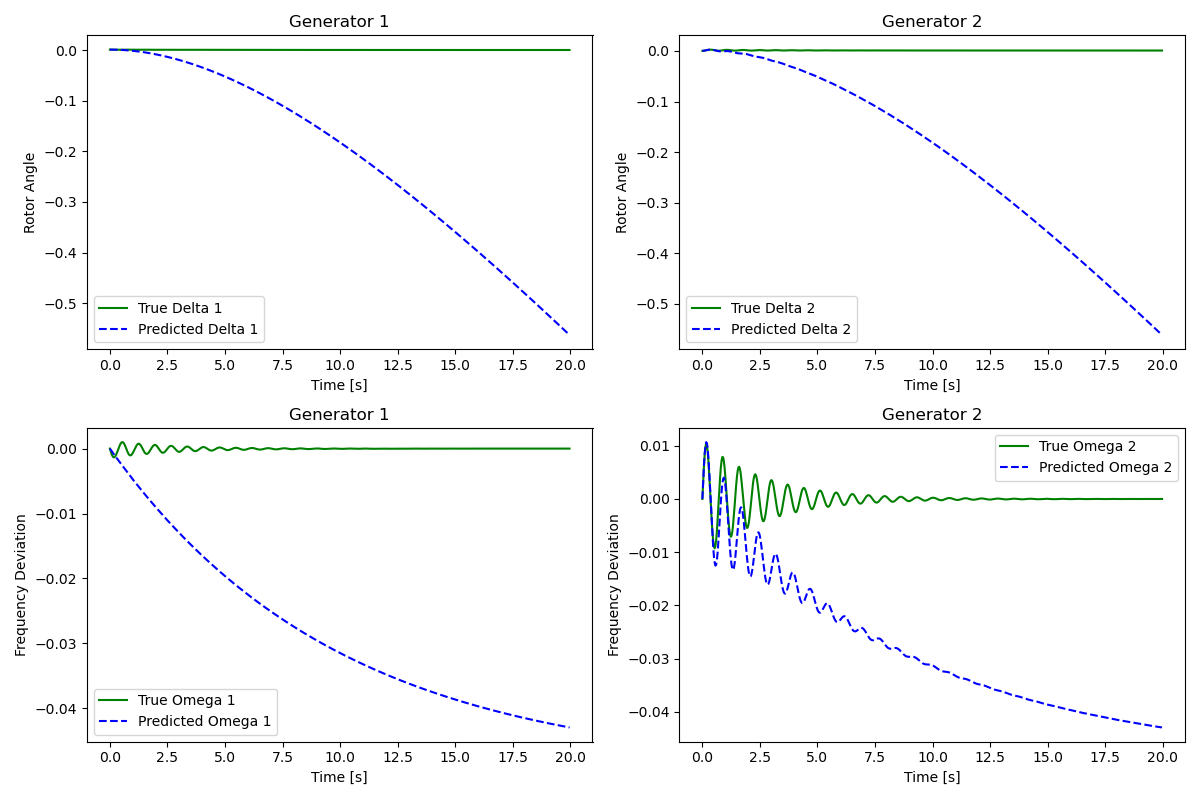 Generator 1
Rotor Angle
0.0
−0.1
−0.2
−0.3
−0.4
−0.5
True Delta 1
Predicted Delta 1
0.0 2.5 5.0 7.5 10.0 12.5 15.0 17.5 20.0
Time [s]
Generator 2
Rotor Angle
0.0
−0.1
−0.2
−0.3
−0.4
−0.5
True Delta 2
Predicted Delta 2
0.0 2.5 5.0 7.5 10.0 12.5 15.0 17.5 20.0
Time [s]
Generator 1
Frequency Deviation
0.00
−0.01
−0.02
−0.03
−0.04
True Omega 1
Predicted Omega 1
0.0 2.5 5.0 7.5 10.0 12.5 15.0 17.5 20.0
Time [s]
Generator 2
Frequency Deviation
0.01
0.00
−0.01
−0.02
−0.03
−0.04
True Omega 2
Predicted Omega 2
0.0 2.5 5.0 7.5 10.0 12.5 15.0 17.5 20.0
Time [s]